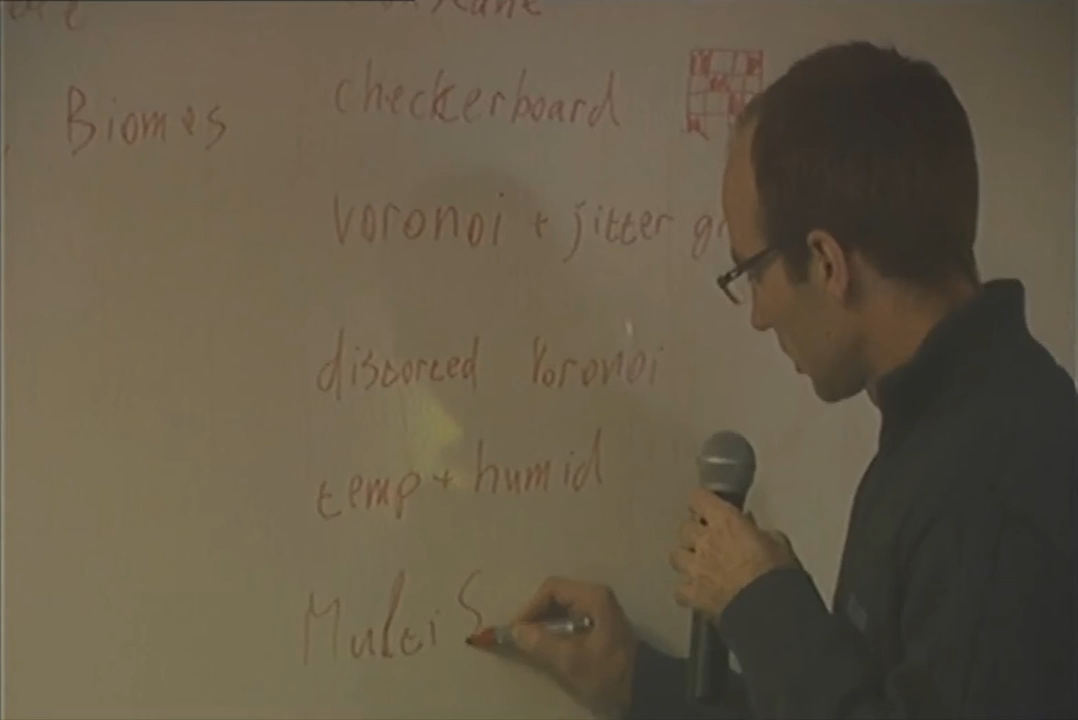 Biomes checkerboard
voronoi + jitter
distorted Voronoi
temp + humid
Multi S